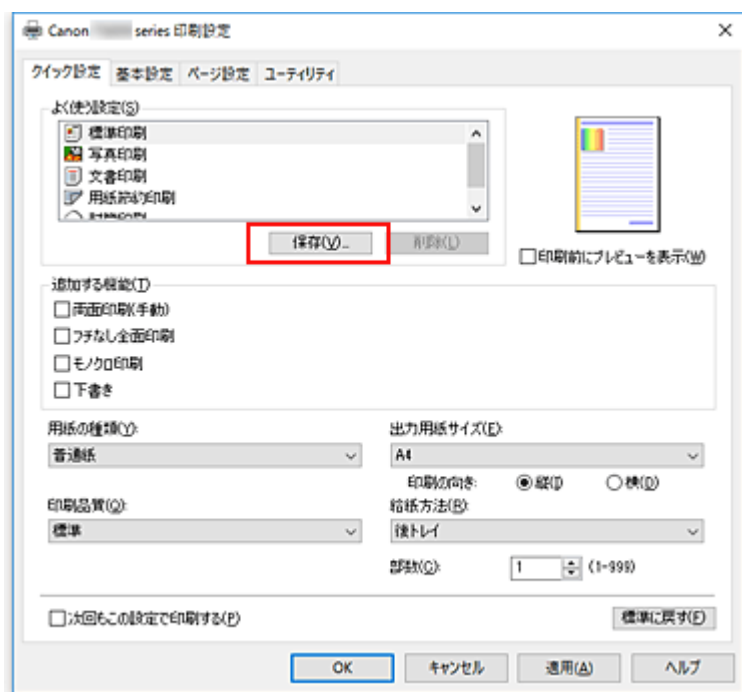 Canon series 印刷設定
クイック設定 基本設定 ページ設定 ユーティリティ
よく使う設定(S)
標準印刷
写真印刷
文書印刷
用紙節約印刷
保存(V)...
削除(L)
印刷前にプレビューを表示(W)
追加する機能(T)
両面印刷(手動)
フチなし全面印刷
モノクロ印刷
下書き
用紙の種類(Y):
普通紙
出力用紙サイズ(E):
A4
印刷の向き: 縦(I) 横(D)
印刷品質(Q):
標準
給紙方法(R):
後トレイ
部数(C): 1 (1-999)
次回もこの設定で印刷する(P)
標準に戻す(F)
OK キャンセル 適用(A) ヘルプ